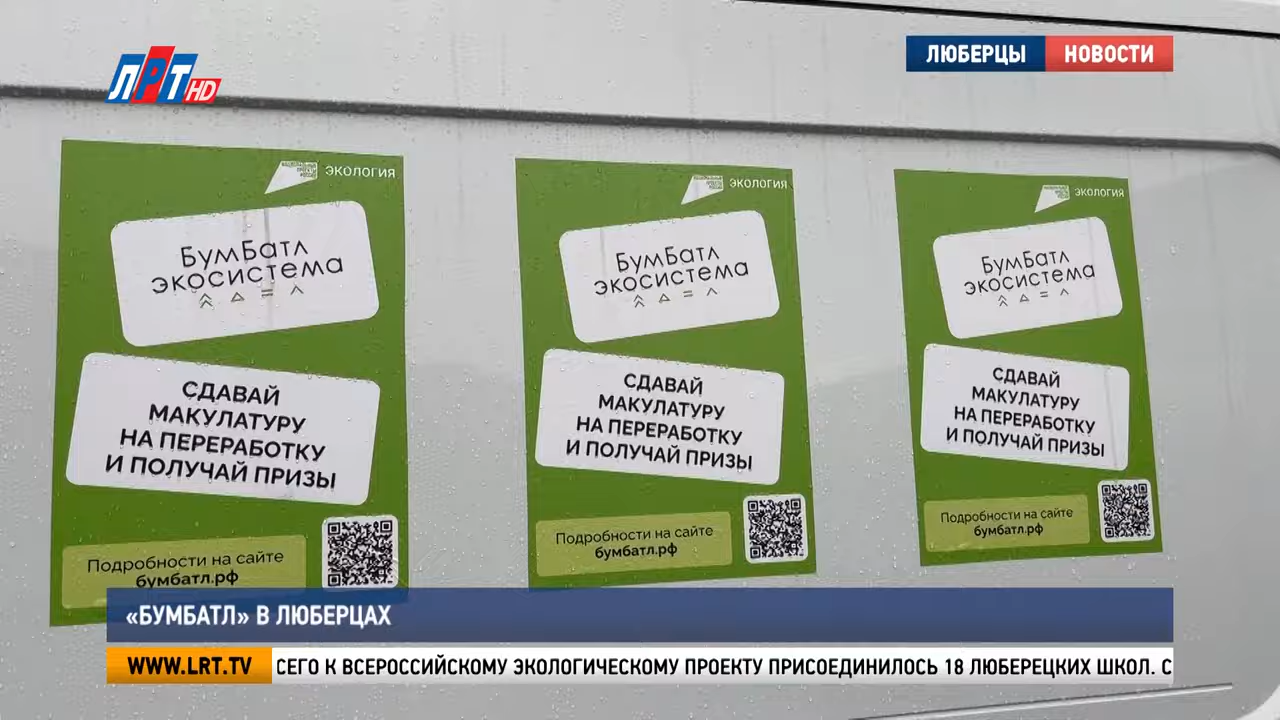 ЛРТ HD
ЛЮБЕРЦЫ НОВОСТИ
ЭКОЛОГИЯ
БумБатл
экосистема
СДАВАЙ
МАКУЛАТУРУ
НА ПЕРЕРАБОТКУ
И ПОЛУЧАЙ ПРИЗЫ
Подробности на сайте
бумбатл.рф
ЭКОЛОГИЯ
БумБатл
экосистема
СДАВАЙ
МАКУЛАТУРУ
НА ПЕРЕРАБОТКУ
И ПОЛУЧАЙ ПРИЗЫ
Подробности на сайте
бумбатл.рф
ЭКОЛОГИЯ
БумБатл
экосистема
СДАВАЙ
МАКУЛАТУРУ
НА ПЕРЕРАБОТКУ
И ПОЛУЧАЙ ПРИЗЫ
Подробности на сайте
бумбатл.рф
«БУМБАТЛ» В ЛЮБЕРЦАХ
WWW.LRT.TV СЕГО К ВСЕРОССИЙСКОМУ ЭКОЛОГИЧЕСКОМУ ПРОЕКТУ ПРИСОЕДИНИЛОСЬ 18 ЛЮБЕРЕЦКИХ ШКОЛ. С